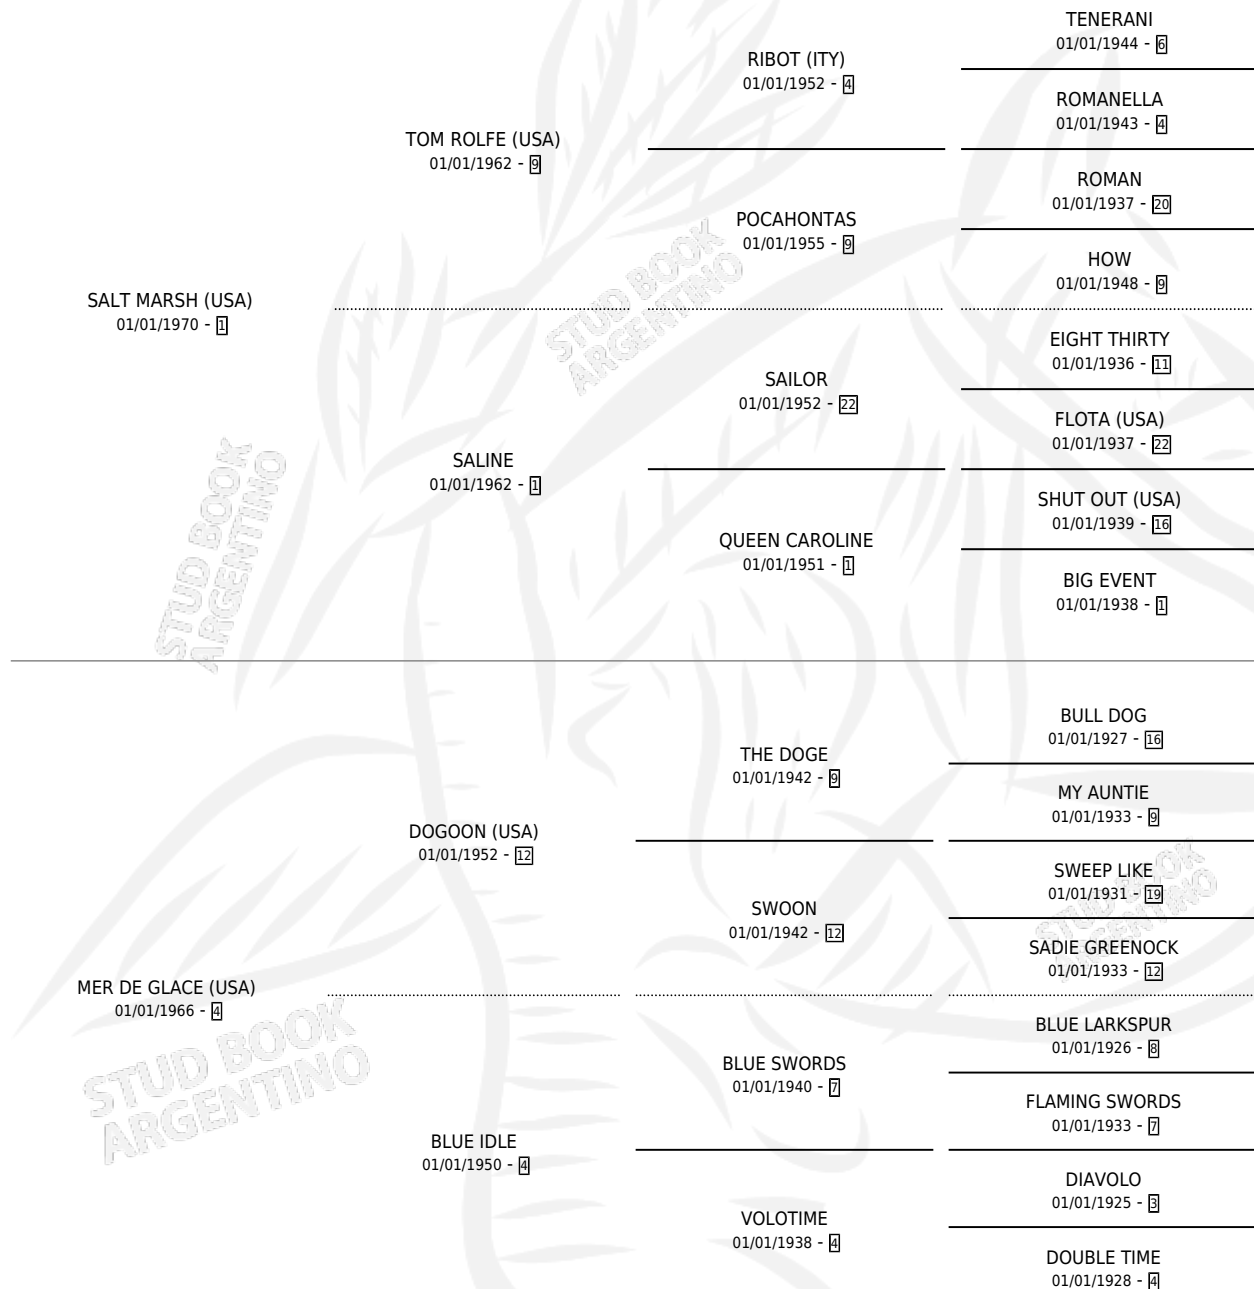 TENERANI
01/01/1944 - 6
RIBOT (ITY)
01/01/1952 - 4
ROMANELLA
01/01/1943 - 4
TOM ROLFE (USA)
01/01/1962 - 9
ROMAN
01/01/1937 - 20
POCAHONTAS
01/01/1955 - 9
HOW
01/01/1948 - 9
SALT MARSH (USA)
01/01/1970 - 1
EIGHT THIRTY
01/01/1936 - 11
SAILOR
01/01/1952 - 22
FLOTA (USA)
01/01/1937 - 22
SALINE
01/01/1962 - 1
SHUT OUT (USA)
01/01/1939 - 16
QUEEN CAROLINE
01/01/1951 - 1
BIG EVENT
01/01/1938 - 1
BULL DOG
01/01/1927 - 16
THE DOGE
01/01/1942 - 9
MY AUNTIE
01/01/1933 - 9
DOGOON (USA)
01/01/1952 - 12
SWEEP LIKE
01/01/1931 - 19
SWOON
01/01/1942 - 12
SADIE GREENOCK
01/01/1933 - 12
MER DE GLACE (USA)
01/01/1966 - 4
BLUE LARKSPUR
01/01/1926 - 8
BLUE SWORDS
01/01/1940 - 7
FLAMING SWORDS
01/01/1933 - 7
BLUE IDLE
01/01/1950 - 4
DIAVOLO
01/01/1925 - 3
VOLOTIME
01/01/1938 - 4
DOUBLE TIME
01/01/1928 - 4
STUD BOOK
ARGENTINO
STUD BOOK
ARGENTINO
STUD BOOK
ARGENTINO
STUD BOOK
ARGENTINO